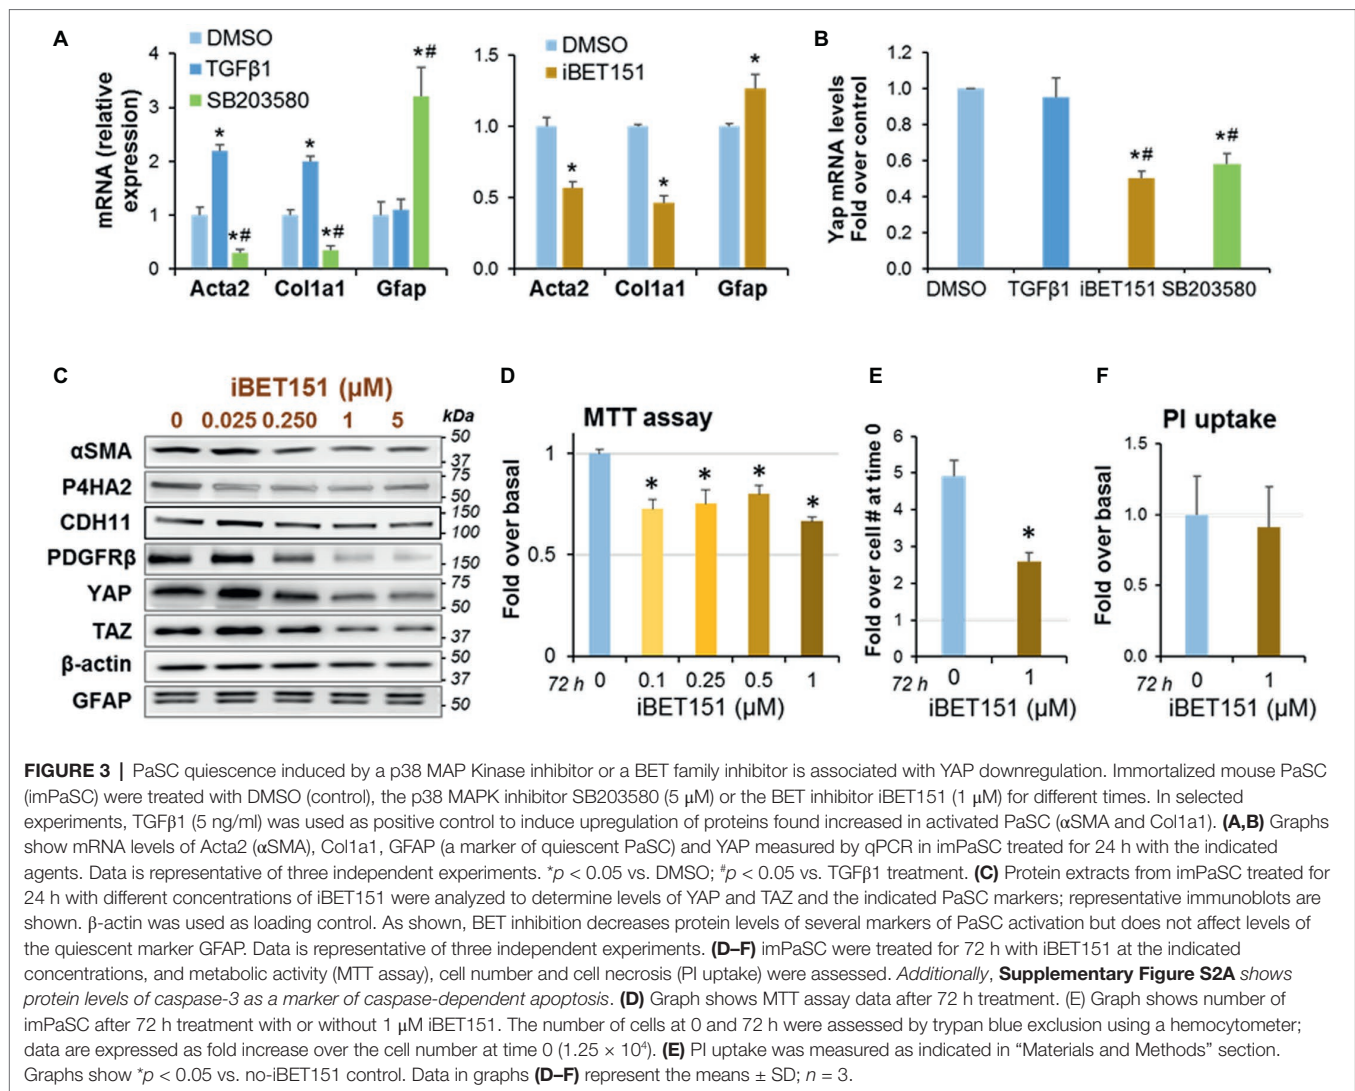 A
DMSO
TGFβ1
SB203580
mRNA (relative
expression)
4
3
2
1
0
*
*#
*
*#
*#
Acta2
Col1a1
Gfap
DMSO
iBET151
1.5
1.0
0.5
0.0
*
*
*
Acta2
Col1a1
Gfap
B
Yap mRNA levels
Fold over control
1.2
1.0
0.8
0.6
0.4
0.2
0.0
*#
*#
DMSO TGFβ1 iBET151 SB203580
C
iBET151 (μM)
0 0.025 0.250 1 5 kDa
αSMA
50
37
P4HA2
75
50
CDH11
150
100
PDGFRβ
150
YAP
75
50
TAZ
37
β-actin
50
37
GFAP
50
D
MTT assay
Fold over basal
1
0.5
0
*
*
*
*
72 h 0 0.1 0.25 0.5 1
iBET151 (μM)
E
Fold over cell # at time 0
6
5
4
3
2
1
0
*
72 h 0 1
iBET151 (μM)
F
PI uptake
Fold over basal
1.5
1.0
0.5
0.0
72 h 0 1
iBET151 (μM)
FIGURE 3 | PaSC quiescence induced by a p38 MAP Kinase inhibitor or a BET family inhibitor is associated with YAP downregulation. Immortalized mouse PaSC
(imPaSC) were treated with DMSO (control), the p38 MAPK inhibitor SB203580 (5 μM) or the BET inhibitor iBET151 (1 μM) for different times. In selected
experiments, TGFβ1 (5 ng/ml) was used as positive control to induce upregulation of proteins found increased in activated PaSC (αSMA and Col1a1). (A,B) Graphs
show mRNA levels of Acta2 (αSMA), Col1a1, GFAP (a marker of quiescent PaSC) and YAP measured by qPCR in imPaSC treated for 24 h with the indicated
agents. Data is representative of three independent experiments. *p < 0.05 vs. DMSO; #p < 0.05 vs. TGFβ1 treatment. (C) Protein extracts from imPaSC treated for
24 h with different concentrations of iBET151 were analyzed to determine levels of YAP and TAZ and the indicated PaSC markers; representative immunoblots are
shown. β-actin was used as loading control. As shown, BET inhibition decreases protein levels of several markers of PaSC activation but does not affect levels of
the quiescent marker GFAP. Data is representative of three independent experiments. (D–F) imPaSC were treated for 72 h with iBET151 at the indicated
concentrations, and metabolic activity (MTT assay), cell number and cell necrosis (PI uptake) were assessed. Additionally, Supplementary Figure S2A shows
protein levels of caspase-3 as a marker of caspase-dependent apoptosis. (D) Graph shows MTT assay data after 72 h treatment. (E) Graph shows number of
imPaSC after 72 h treatment with or without 1 μM iBET151. The number of cells at 0 and 72 h were assessed by trypan blue exclusion using a hemocytometer;
data are expressed as fold increase over the cell number at time 0 (1.25 × 10⁴). (E) PI uptake was measured as indicated in “Materials and Methods” section.
Graphs show *p < 0.05 vs. no-iBET151 control. Data in graphs (D–F) represent the means ± SD; n = 3.